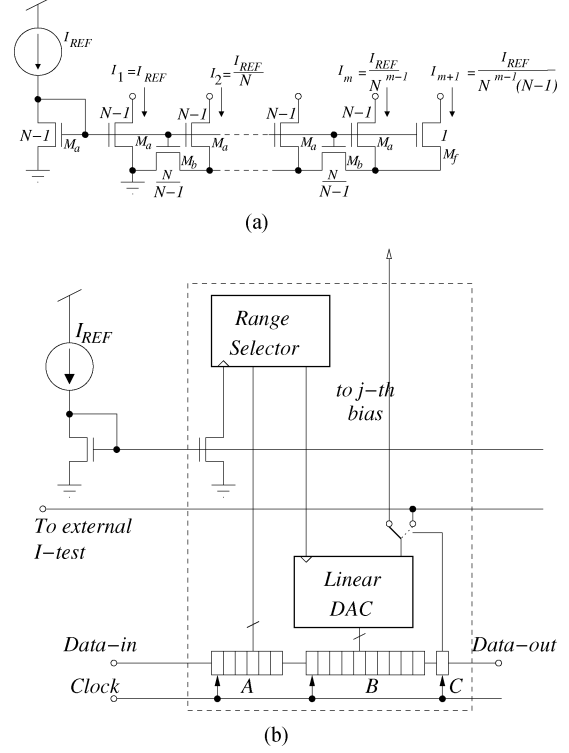 I_REF
I_1 = I_REF
I_2 = I_REF / N
I_m = I_REF / N^{m-1}
I_{m+1} = I_REF / N^{m-1}(N-1)
N-1 N-1 N-1 N-1
N-1 M_a M_a M_a M_a M_a 1
M_b M_b M_f
N / N-1 N / N-1
(a)
I_REF
Range
Selector
to j-th
bias
To external
I-test
Linear
DAC
Data-in Data-out
Clock A B C
(b)